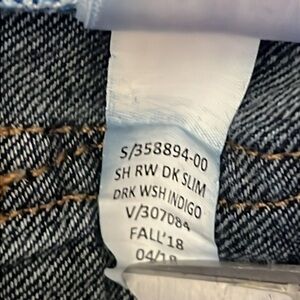 S/358894-00
SH RW DK SLIM
DRK WSH INDIGO
V/307084
FALL'18
04/18